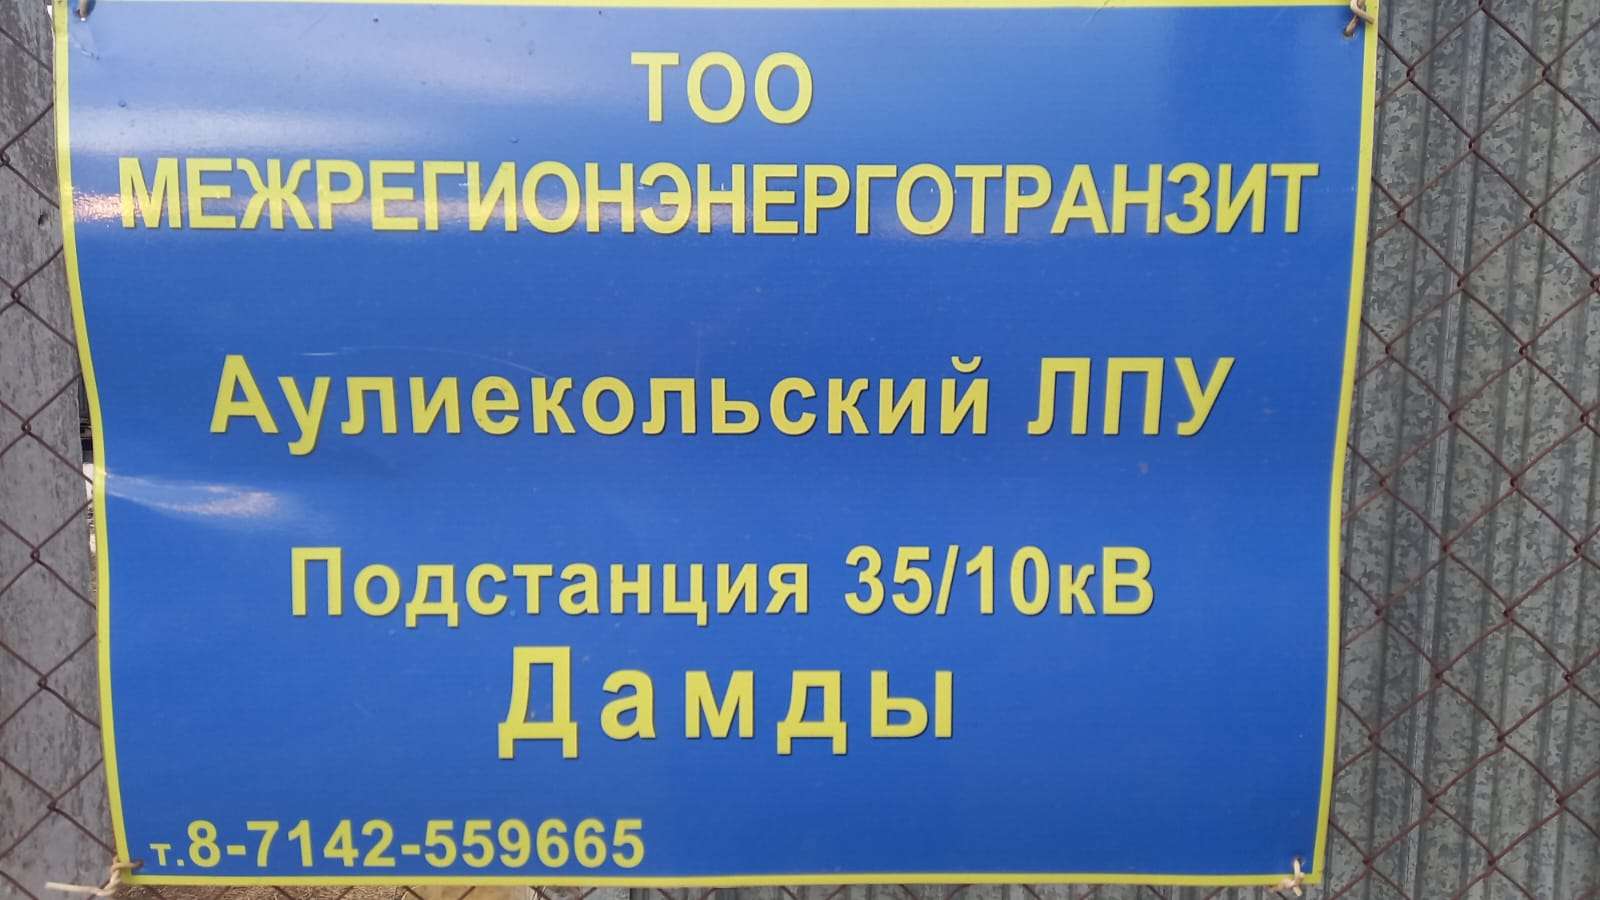 ТОО
МЕЖРЕГИОНЭНЕРГОТРАНЗИТ
Аулиекольский ЛПУ
Подстанция 35/10кВ
Дамды
т.8-7142-559665